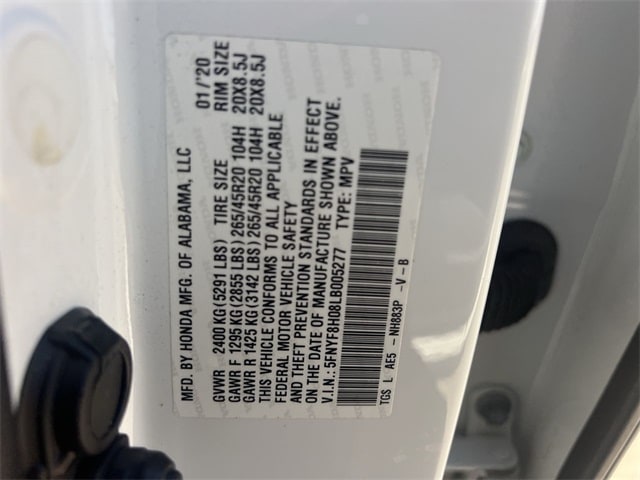 MFD. BY HONDA MFG. OF ALABAMA, LLC 01/'20
GVWR 2400 KG(5291 LBS) TIRE SIZE RIM SIZE
GAWR F 1295 KG(2855 LBS)265/45R20 104H 20X8.5J
GAWR R 1425 KG(3142 LBS)265/45R20 104H 20X8.5J
THIS VEHICLE CONFORMS TO ALL APPLICABLE
FEDERAL MOTOR VEHICLE SAFETY
AND THEFT PREVENTION STANDARDS IN EFFECT
ON THE DATE OF MANUFACTURE SHOWN ABOVE.
V.I.N.: 5FNYF8H08LB005277 TYPE: MPV
TGS L AE5 -NH883P -V-B